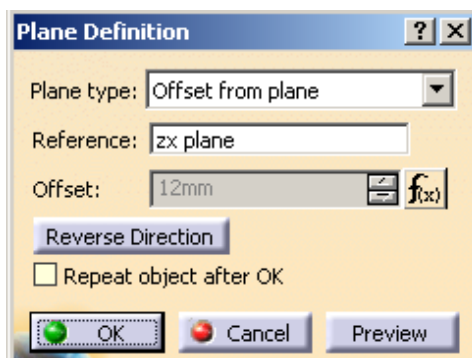 Plane Definition ? X
Plane type: Offset from plane
Reference: zx plane
Offset: 12mm f(x)
Reverse Direction
Repeat object after OK
OK Cancel Preview